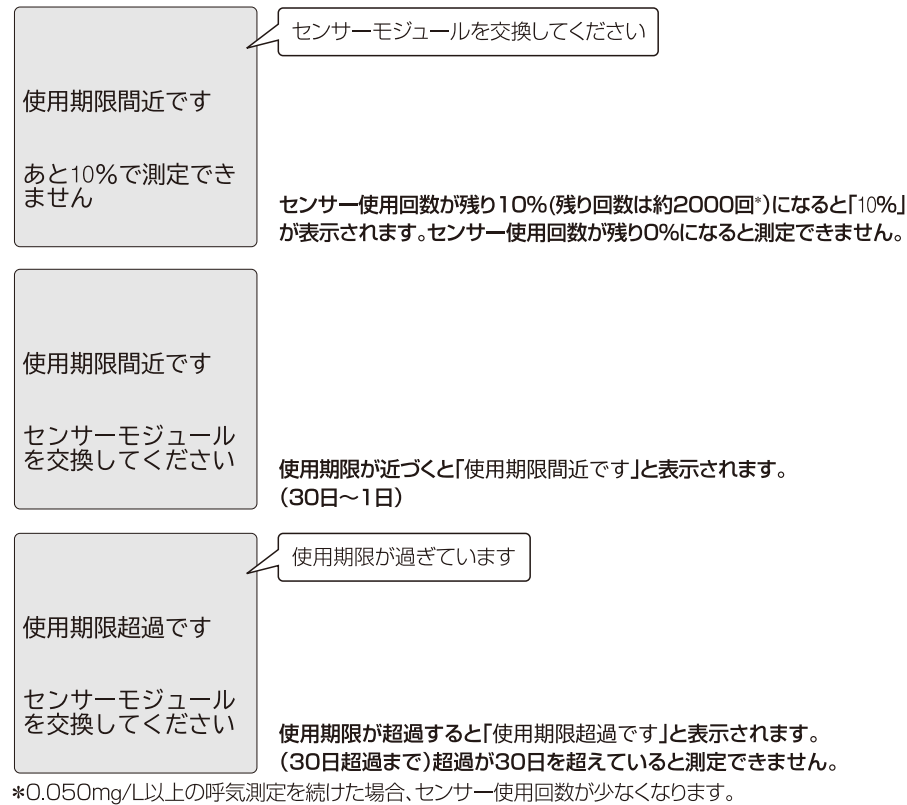 センサーモジュールを交換してください
使用期限間近です
あと10%で測定でき
ません
センサー使用回数が残り10%(残り回数は約2000回*)になると「10%」
が表示されます。センサー使用回数が残り0%になると測定できません。
使用期限間近です
センサーモジュール
を交換してください
使用期限が近づくと「使用期限間近です」と表示されます。
(30日～1日)
使用期限が過ぎています
使用期限超過です
センサーモジュール
を交換してください
使用期限が超過すると「使用期限超過です」と表示されます。
(30日超過まで)超過が30日を超えていると測定できません。
*0.050mg/L以上の呼気測定を続けた場合、センサー使用回数が少なくなります。